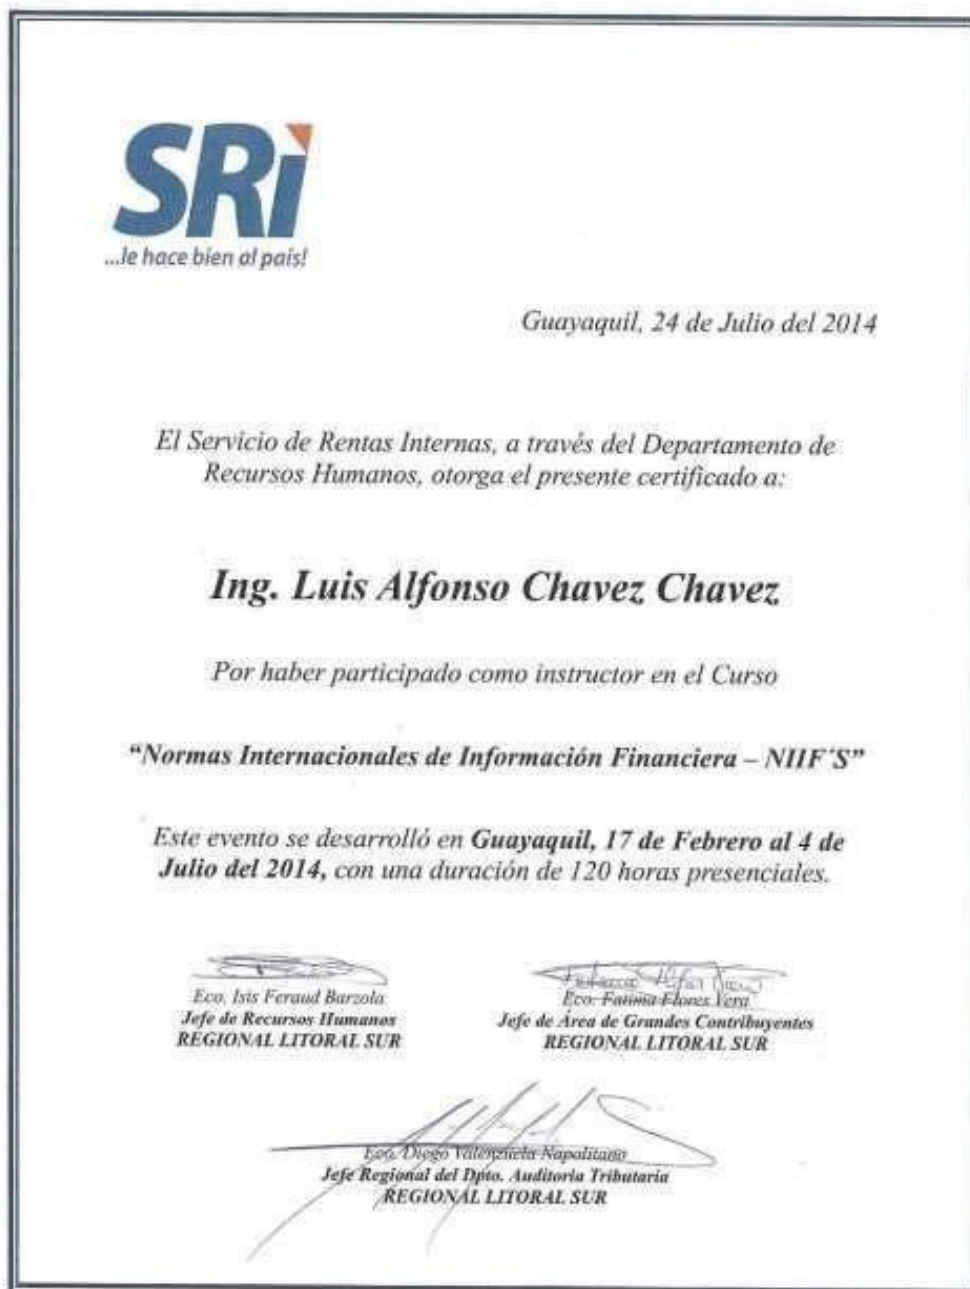 SRi
...le hace bien al país!
Guayaquil, 24 de Julio del 2014
El Servicio de Rentas Internas, a través del Departamento de
Recursos Humanos, otorga el presente certificado a:
Ing. Luis Alfonso Chavez Chavez
Por haber participado como instructor en el Curso
“Normas Internacionales de Información Financiera – NIIF´S”
Este evento se desarrolló en Guayaquil, 17 de Febrero al 4 de
Julio del 2014, con una duración de 120 horas presenciales.
Eco. Isis Feraud Barzola
Jefe de Recursos Humanos
REGIONAL LITORAL SUR
Eco. Fatima Flores Vera
Jefe de Área de Grandes Contribuyentes
REGIONAL LITORAL SUR
Eco. Diego Valenzuela Napolitano
Jefe Regional del Dpto. Auditoria Tributaria
REGIONAL LITORAL SUR